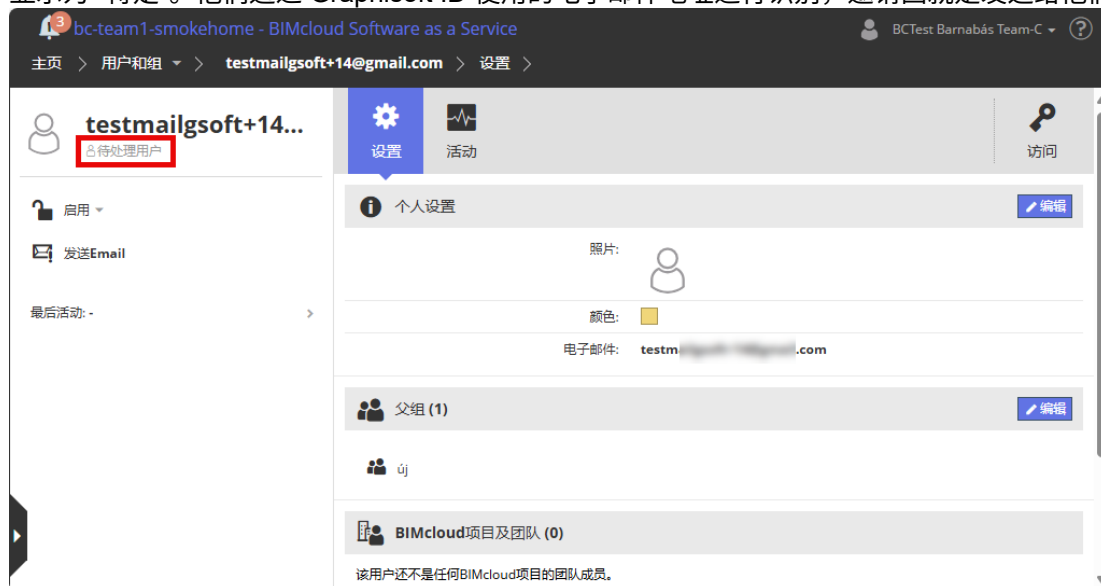 3
bc-team1-smokehome - BIMcloud Software as a Service
BCTest Barnabás Team-C
?
主页 > 用户和组 > testmailgsoft+14@gmail.com > 设置 >
testmailgsoft+14...
待处理用户
启用
发送Email
最后活动: -
设置
活动
访问
个人设置
编辑
照片:
颜色:
电子邮件: testm .com
父组 (1)
编辑
új
BIMcloud项目及团队 (0)
该用户还不是任何BIMcloud项目的团队成员。